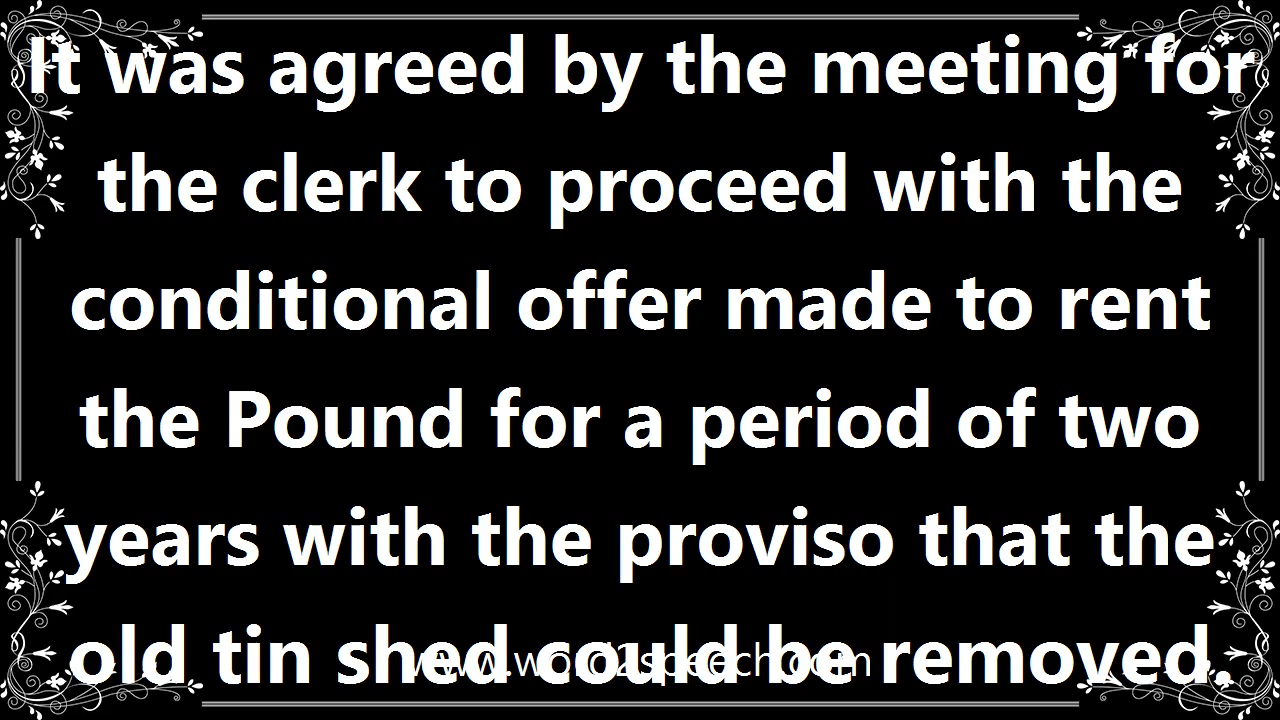 It was agreed by the meeting for
the clerk to proceed with the
conditional offer made to rent
the Pound for a period of two
years with the proviso that the
old tin shed could be removed.
www.word2speech.com